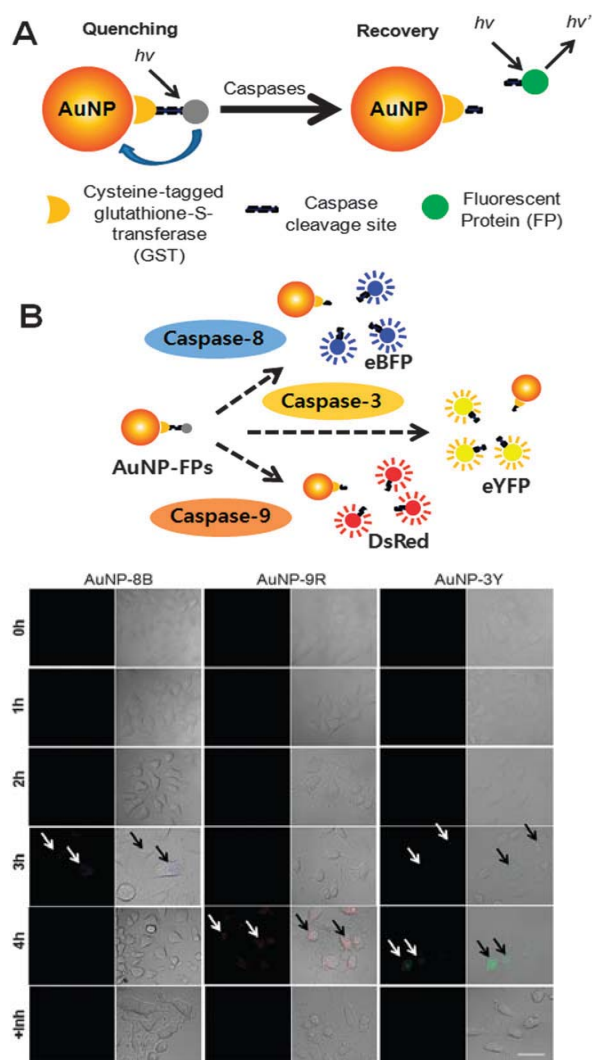 A
Quenching
Recovery
hv
hv
hv'
AuNP
Caspases
AuNP
Cysteine-tagged
glutathione-S-
transferase
(GST)
Caspase
cleavage site
Fluorescent
Protein (FP)
B
Caspase-8
eBFP
Caspase-3
AuNP-FPs
eYFP
Caspase-9
DsRed
AuNP-8B AuNP-9R AuNP-3Y
0h
1h
2h
3h
4h
+Inh